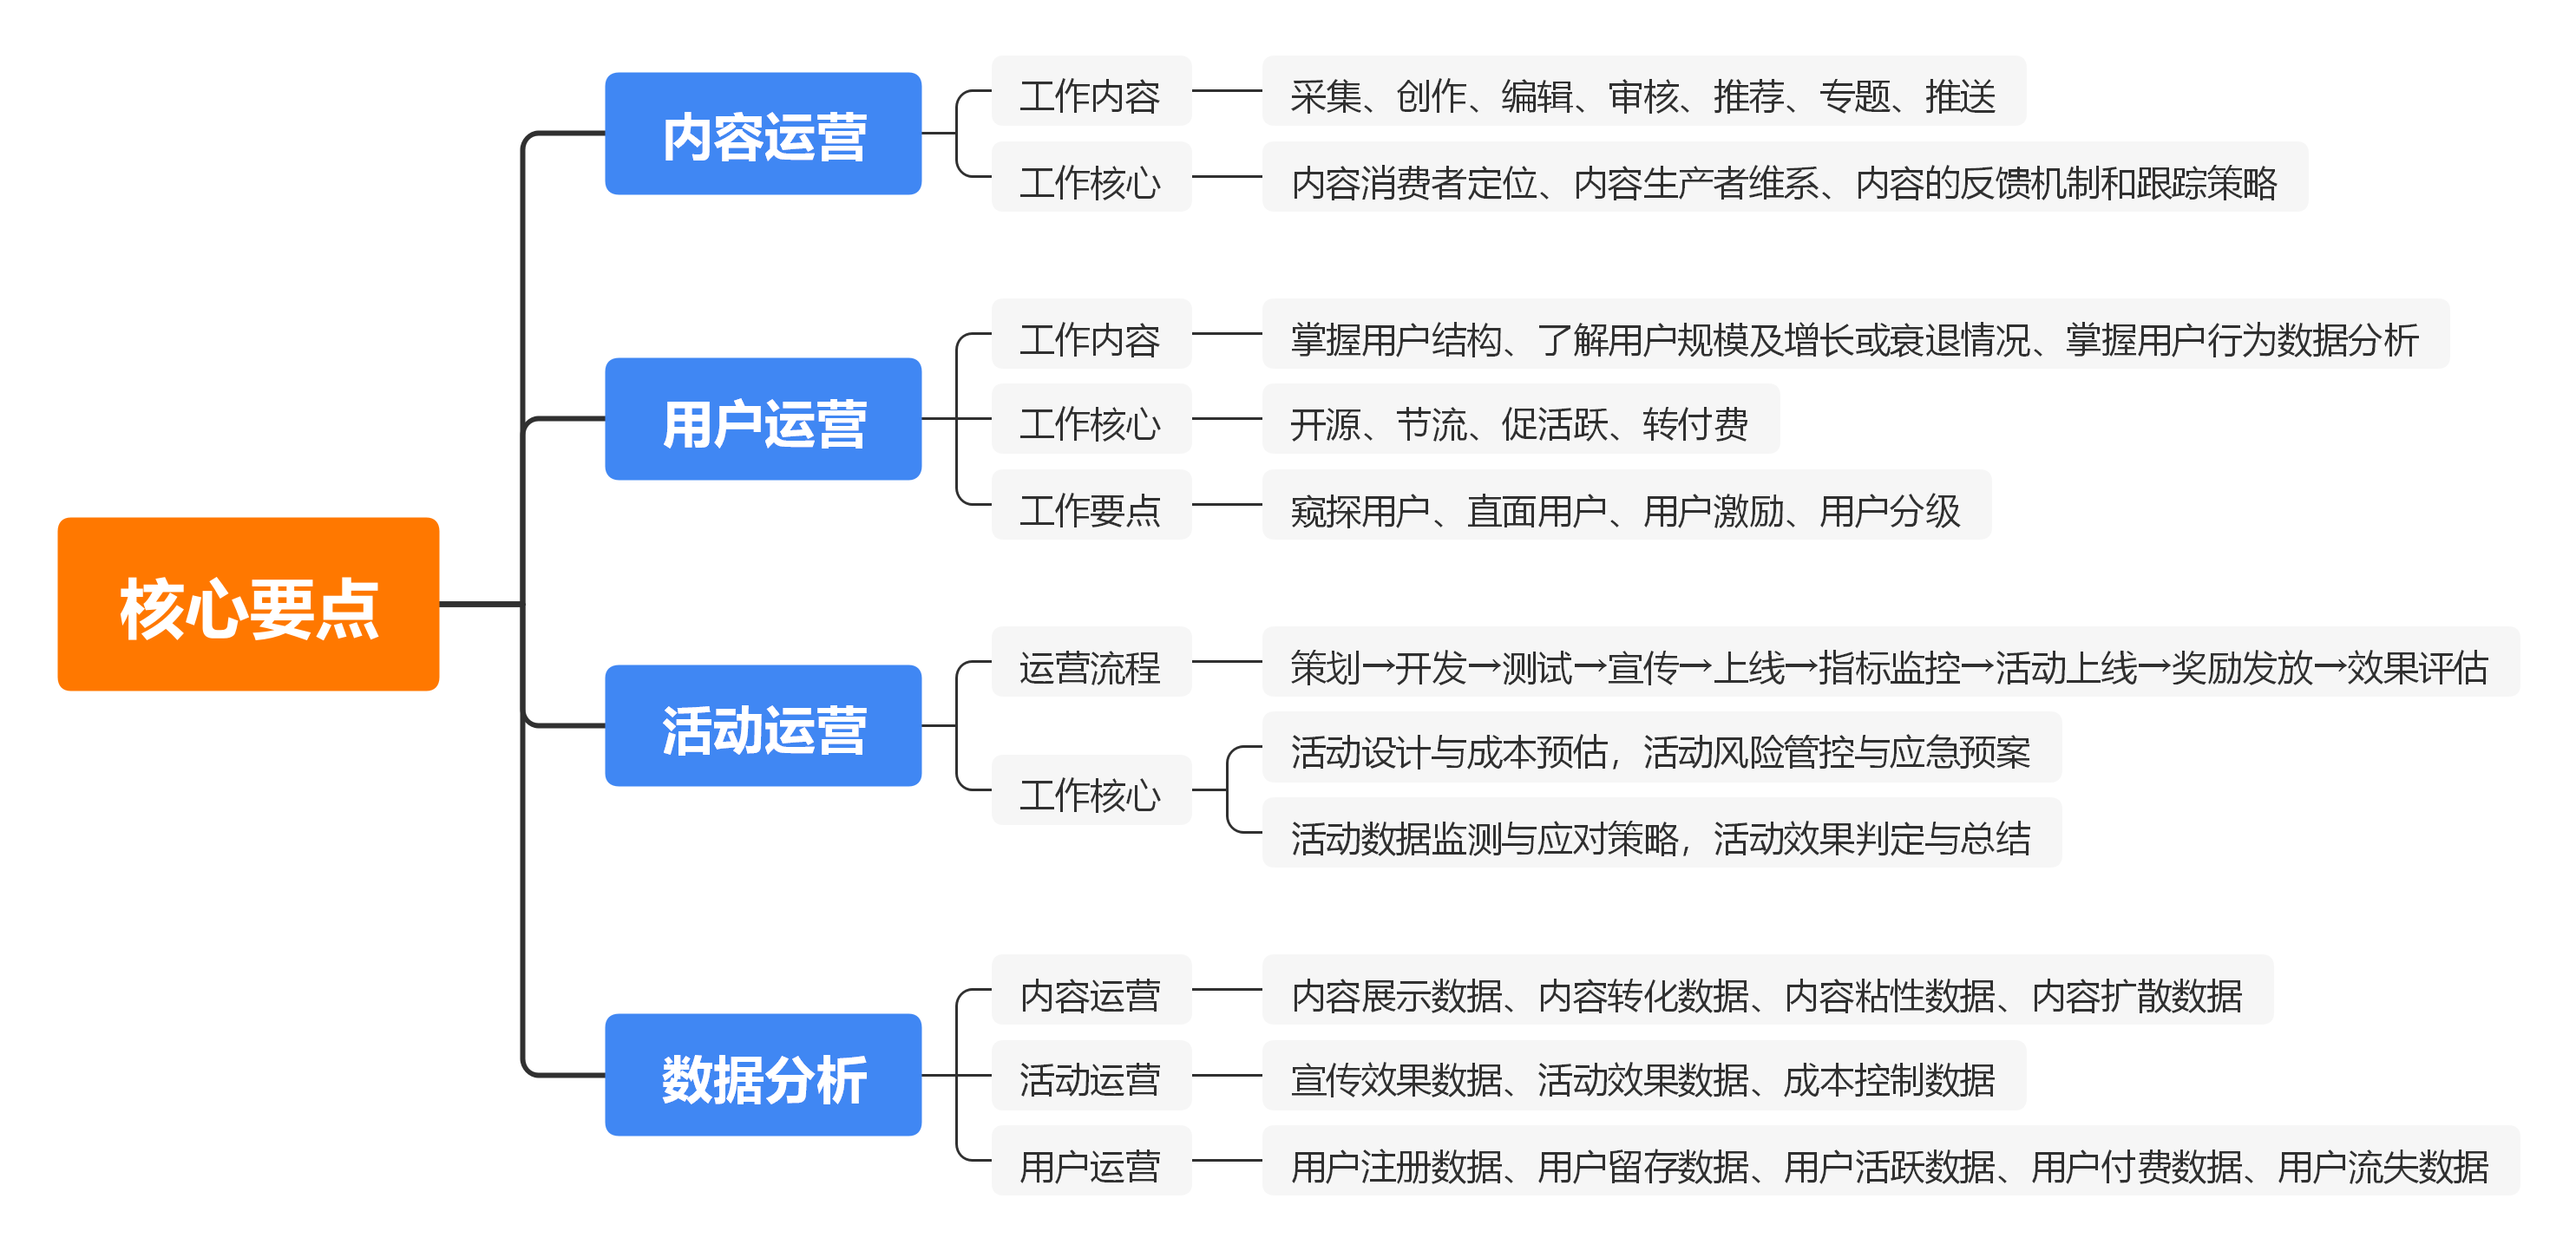 核心要点
内容运营
工作内容
采集、创作、编辑、审核、推荐、专题、推送
工作核心
内容消费者定位、内容生产者维系、内容的反馈机制和跟踪策略
用户运营
工作内容
掌握用户结构、了解用户规模及增长或衰退情况、掌握用户行为数据分析
工作核心
开源、节流、促活跃、转付费
工作要点
窥探用户、直面用户、用户激励、用户分级
活动运营
运营流程
策划→开发→测试→宣传→上线→指标监控→活动上线→奖励发放→效果评估
工作核心
活动设计与成本预估，活动风险管控与应急预案
活动数据监测与应对策略，活动效果判定与总结
数据分析
内容运营
内容展示数据、内容转化数据、内容粘性数据、内容扩散数据
活动运营
宣传效果数据、活动效果数据、成本控制数据
用户运营
用户注册数据、用户留存数据、用户活跃数据、用户付费数据、用户流失数据